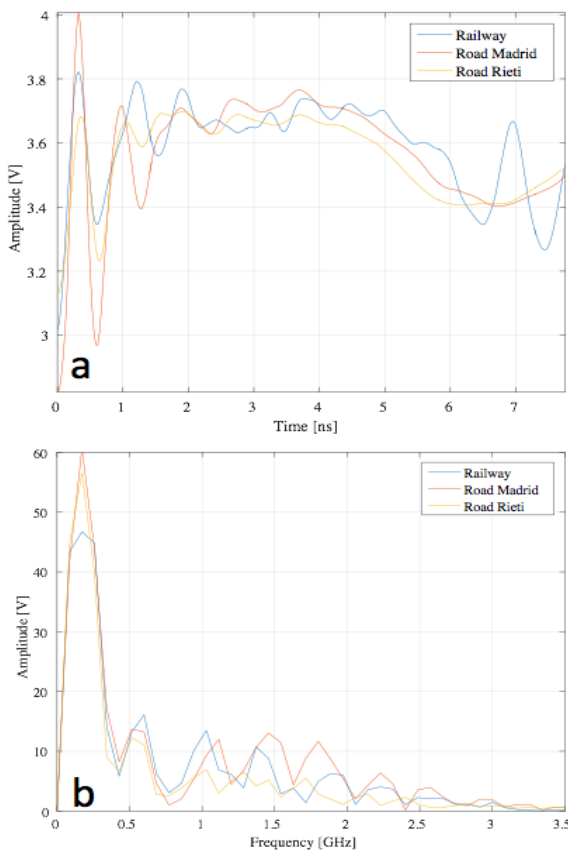 4
3.8
3.6
3.4
3.2
3
Amplitude [V]
Railway
Road Madrid
Road Rieti
a
0 1 2 3 4 5 6 7
Time [ns]
60
50
40
30
20
10
0
Amplitude [V]
Railway
Road Madrid
Road Rieti
b
0 0.5 1 1.5 2 2.5 3 3.5
Frequency [GHz]